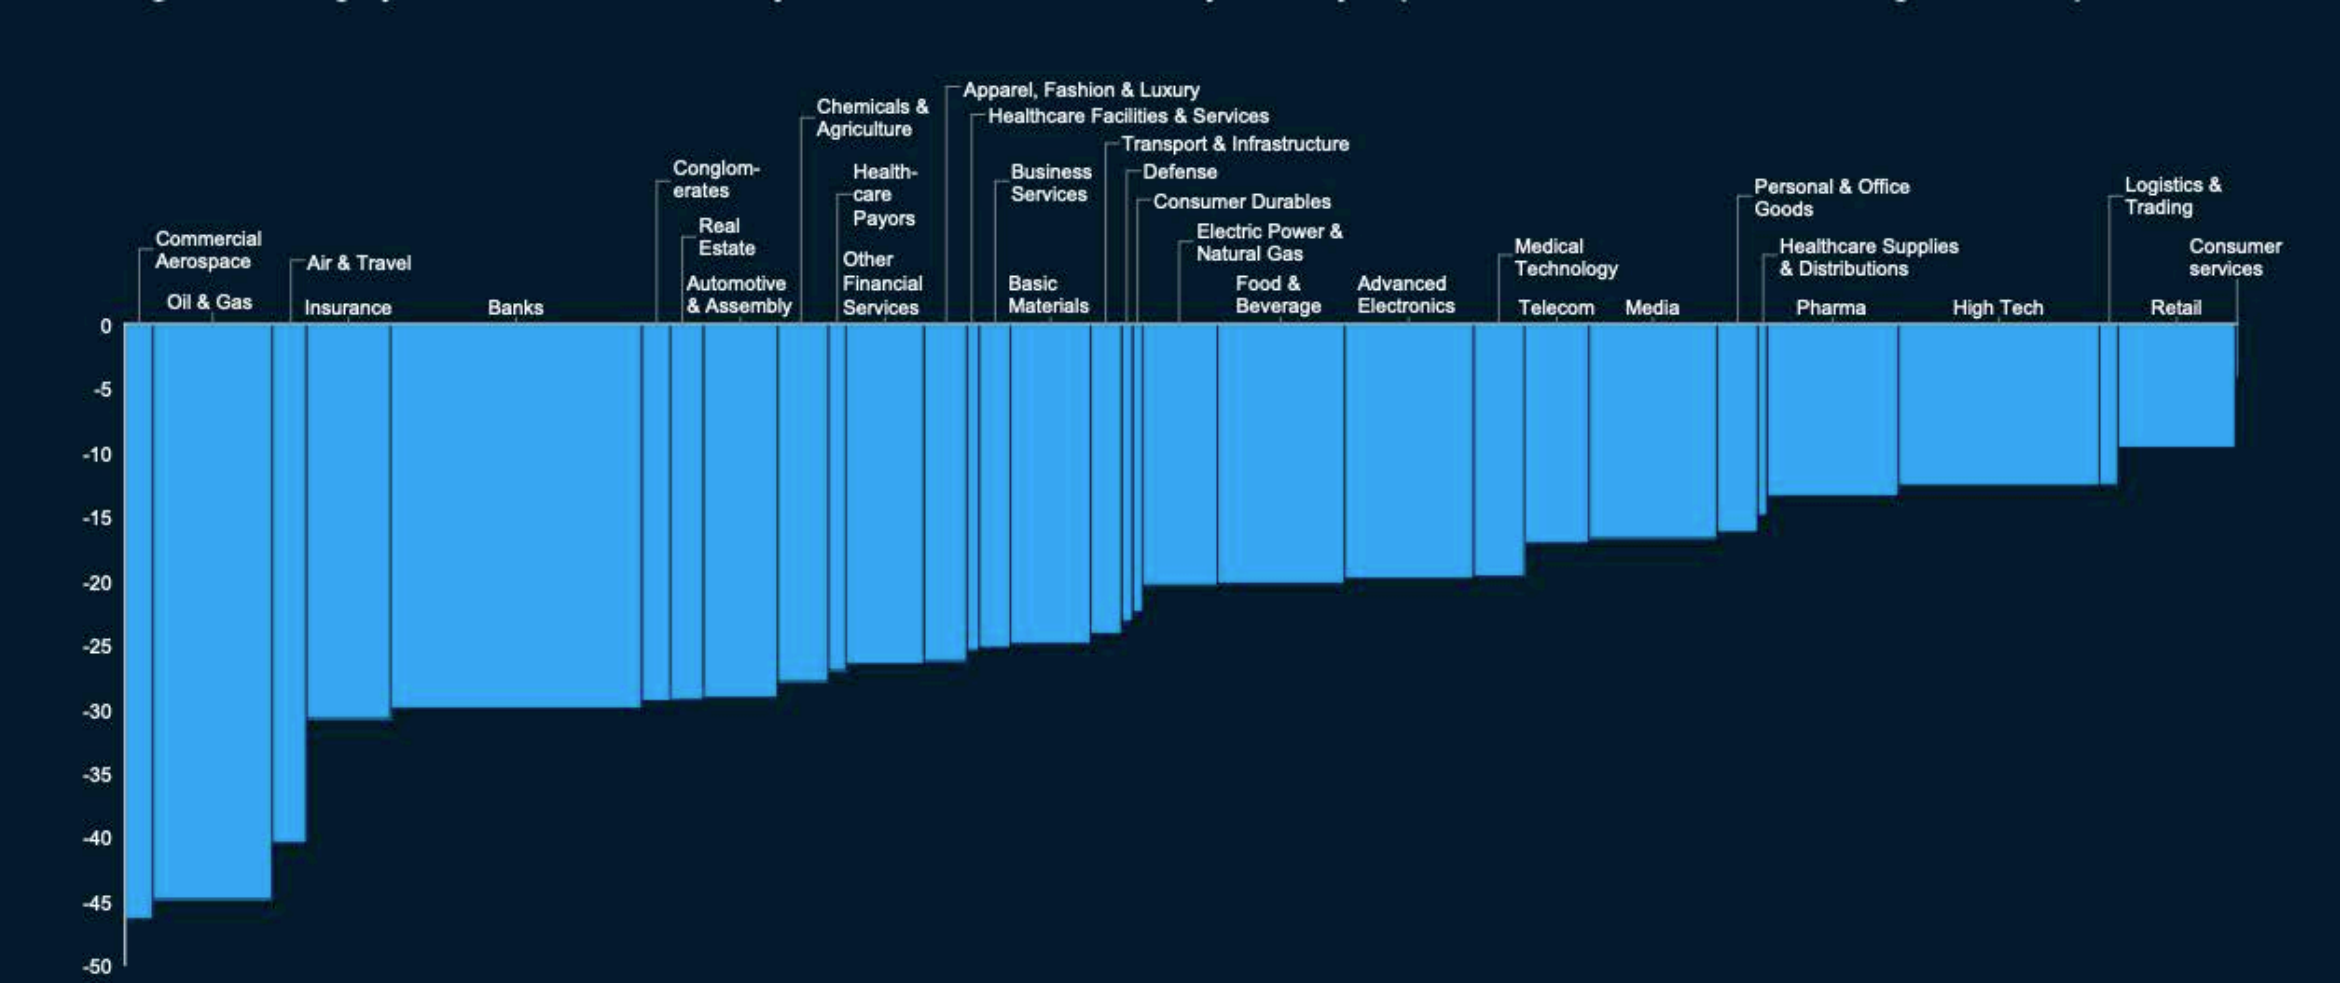 Chemicals &
Agriculture
Apparel, Fashion & Luxury
Healthcare Facilities & Services
Transport & Infrastructure
Conglom-
erates
Health-
care
Payors
Business
Services
Defense
Consumer Durables
Personal & Office
Goods
Logistics &
Trading
Real
Estate
Electric Power &
Natural Gas
Commercial
Aerospace
Air & Travel
Other
Financial
Services
Medical
Technology
Healthcare Supplies
& Distributions
Consumer
services
Oil & Gas
Insurance
Banks
Automotive
& Assembly
Basic
Materials
Food &
Beverage
Advanced
Electronics
Telecom
Media
Pharma
High Tech
Retail
0
-5
-10
-15
-20
-25
-30
-35
-40
-45
-50